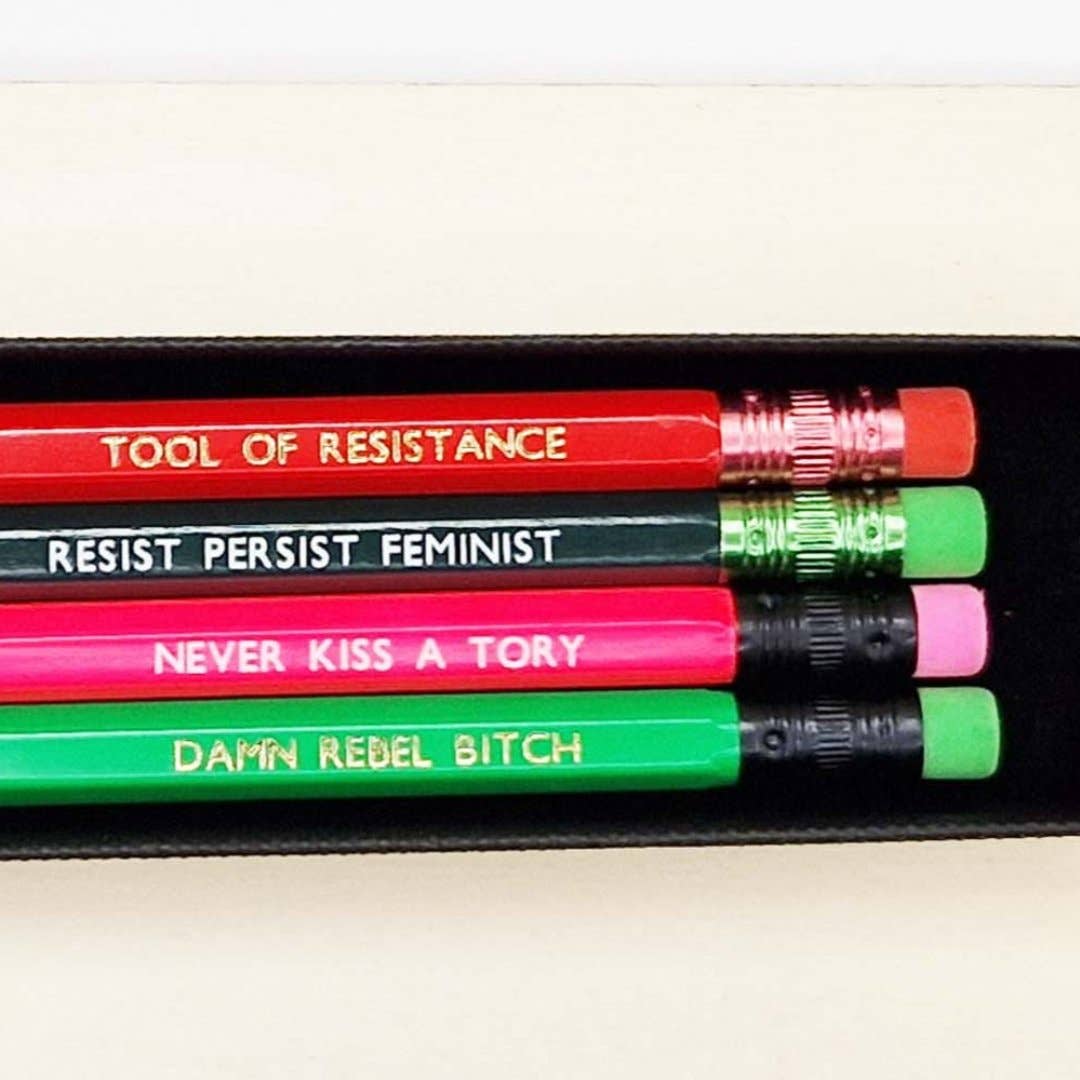 TOOL OF RESISTANCE
RESIST PERSIST FEMINIST
NEVER KISS A TORY
DAMN REBEL BITCH